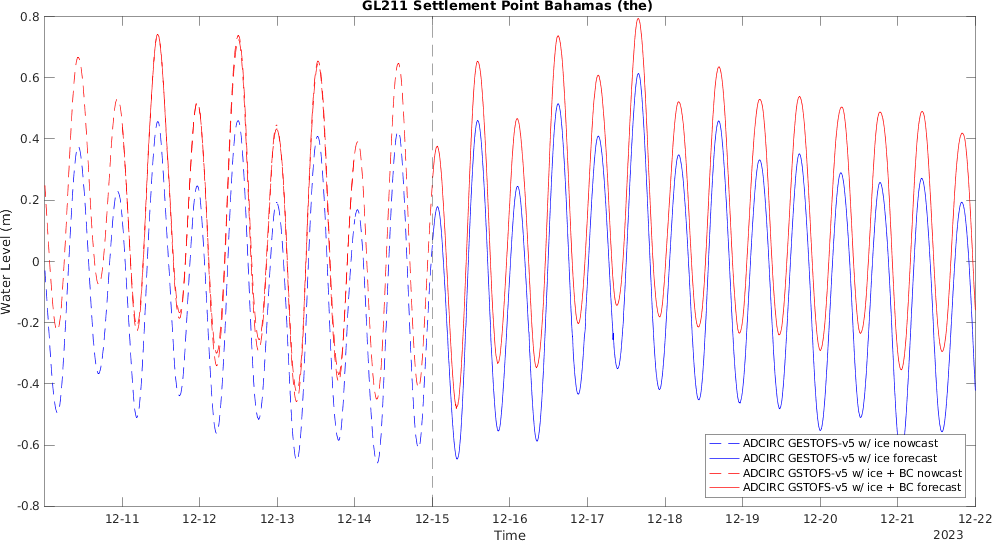 GL211 Settlement Point Bahamas (the)
Water Level (m)
0.8
0.6
0.4
0.2
0
-0.2
-0.4
-0.6
-0.8
ADCIRC GESTOFS-v5 w/ ice nowcast
ADCIRC GESTOFS-v5 w/ ice forecast
ADCIRC GSTOFS-v5 w/ ice + BC nowcast
ADCIRC GSTOFS-v5 w/ ice + BC forecast
12-11 12-12 12-13 12-14 12-15 12-16 12-17 12-18 12-19 12-20 12-21 12-22
Time
2023